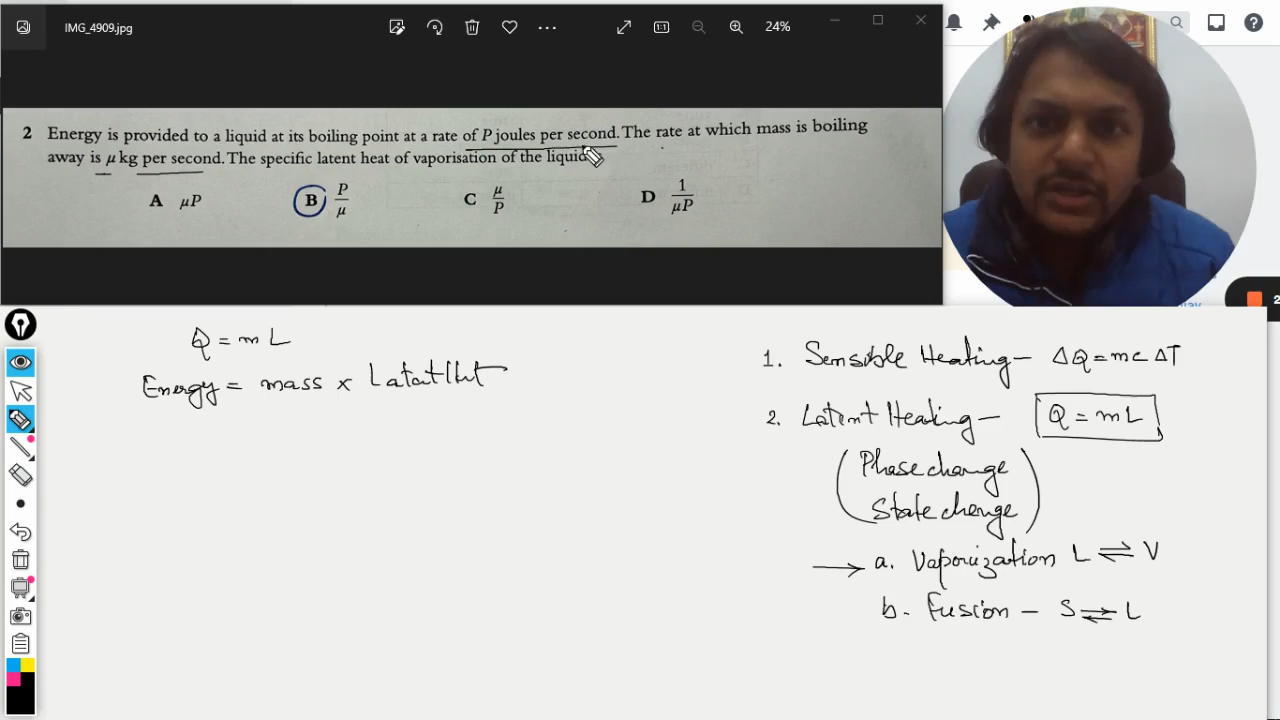 IMG_4909.jpg
24%
2 Energy is provided to a liquid at its boiling point at a rate of P joules per second. The rate at which mass is boiling
away is μ kg per second. The specific latent heat of vaporisation of the liquid
A μP
B P/μ
C μ/P
D 1/μP
Q = m L
Energy = mass x
1. Sensible Heating – ΔQ = mc ΔT
2. Latent Heating – Q = mL
(Phase change
State change)
→ a. Vaporization L ⇌ V
b. Fusion – S ⇌ L